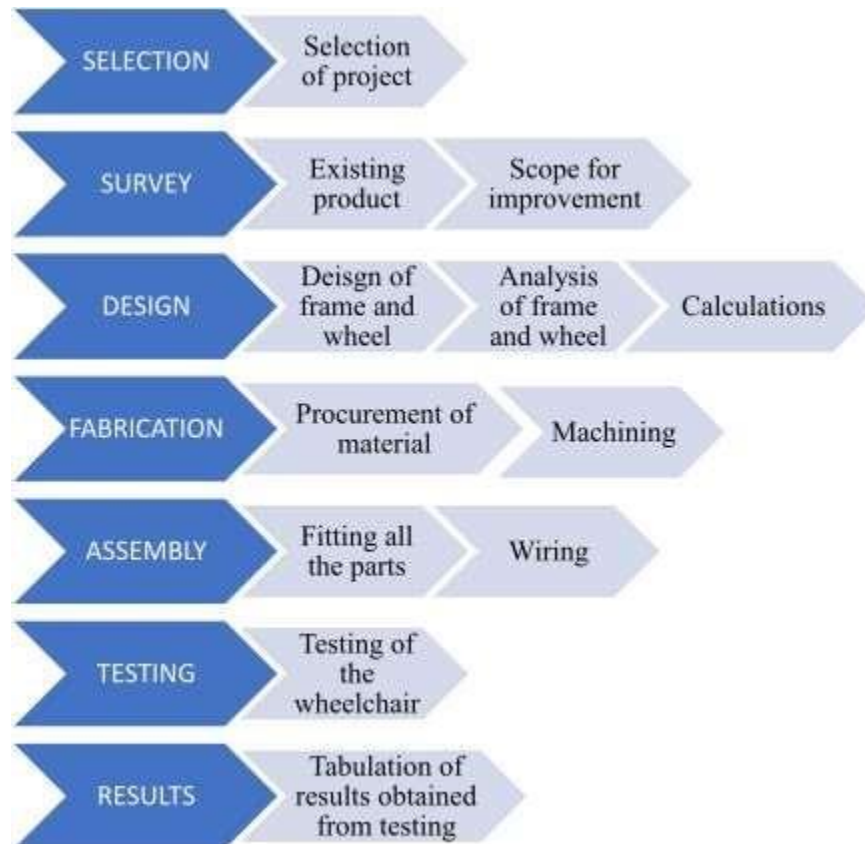 SELECTION
Selection
of project
SURVEY
Existing
product
Scope for
improvement
DESIGN
Deisgn of
frame and
wheel
Analysis
of frame
and wheel
Calculations
FABRICATION
Procurement of
material
Machining
ASSEMBLY
Fitting all
the parts
Wiring
TESTING
Testing of
the
wheelchair
RESULTS
Tabulation of
results obtained
from testing